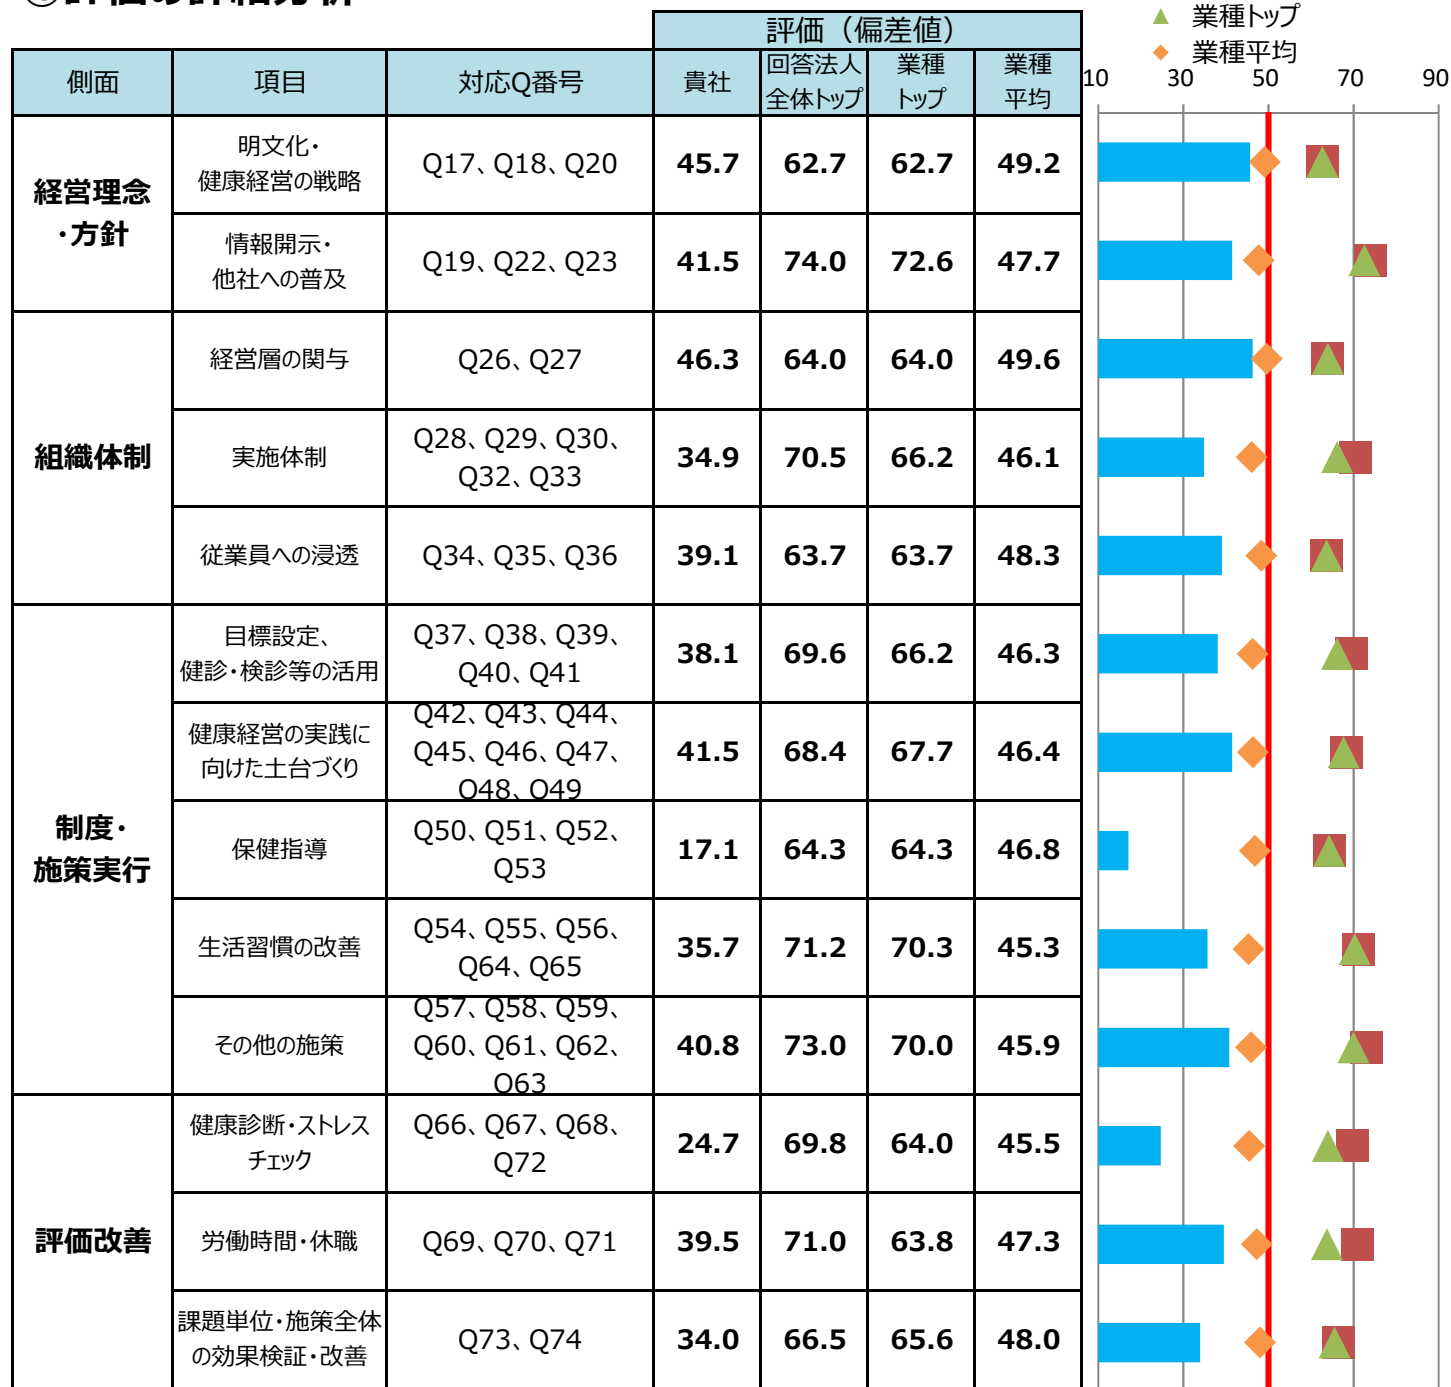 ①評価の詳細分析
▲ 業種トップ
◆ 業種平均
評価（偏差値）
側面 項目 対応Q番号 貴社 回答法人全体トップ 業種トップ 業種平均
10 30 50 70 90
経営理念・方針
明文化・
健康経営の戦略
Q17、Q18、Q20
45.7 62.7 62.7 49.2
情報開示・
他社への普及
Q19、Q22、Q23
41.5 74.0 72.6 47.7
組織体制
経営層の関与
Q26、Q27
46.3 64.0 64.0 49.6
実施体制
Q28、Q29、Q30、
Q32、Q33
34.9 70.5 66.2 46.1
従業員への浸透
Q34、Q35、Q36
39.1 63.7 63.7 48.3
制度・
施策実行
目標設定、
健診・検診等の活用
Q37、Q38、Q39、
Q40、Q41
38.1 69.6 66.2 46.3
健康経営の実践に
向けた土台づくり
Q42、Q43、Q44、
Q45、Q46、Q47、
Q48、Q49
41.5 68.4 67.7 46.4
保健指導
Q50、Q51、Q52、
Q53
17.1 64.3 64.3 46.8
生活習慣の改善
Q54、Q55、Q56、
Q64、Q65
35.7 71.2 70.3 45.3
その他の施策
Q57、Q58、Q59、
Q60、Q61、Q62、
Q63
40.8 73.0 70.0 45.9
評価改善
健康診断・ストレス
チェック
Q66、Q67、Q68、
Q72
24.7 69.8 64.0 45.5
労働時間・休職
Q69、Q70、Q71
39.5 71.0 63.8 47.3
課題単位・施策全体
の効果検証・改善
Q73、Q74
34.0 66.5 65.6 48.0